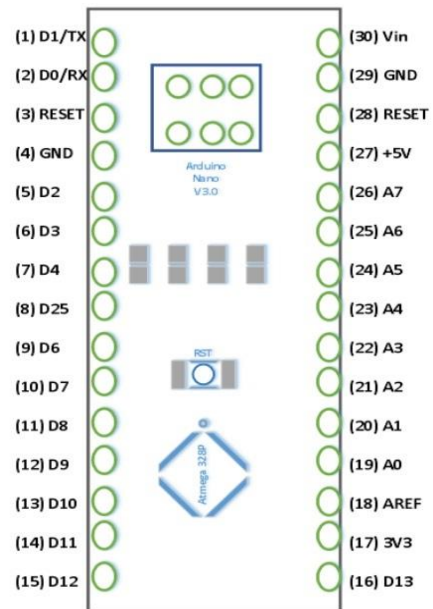 (1) D1/TX
(2) D0/RX
(3) RESET
(4) GND
(5) D2
(6) D3
(7) D4
(8) D25
(9) D6
(10) D7
(11) D8
(12) D9
(13) D10
(14) D11
(15) D12
Arduino
Nano
V3.0
RST
Atmega 328P
(30) Vin
(29) GND
(28) RESET
(27) +5V
(26) A7
(25) A6
(24) A5
(23) A4
(22) A3
(21) A2
(20) A1
(19) A0
(18) AREF
(17) 3V3
(16) D13